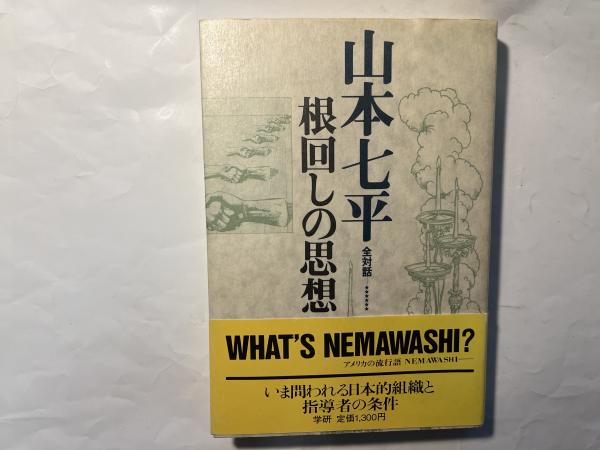 山本七平
全対話
根回しの思想
WHAT'S NEMAWASHI?
アメリカの流行語 NEMAWASHI——
いま問われる日本的組織と
指導者の条件
学研 定価1,300円